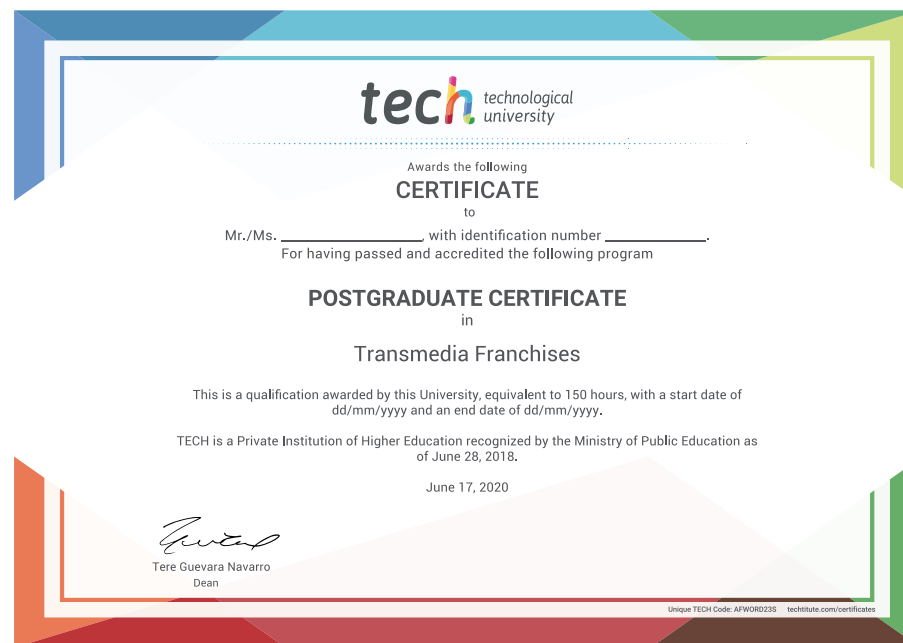 tech technological
university
Awards the following
CERTIFICATE
to
Mr./Ms. ________________, with identification number ____________.
For having passed and accredited the following program
POSTGRADUATE CERTIFICATE
in
Transmedia Franchises
This is a qualification awarded by this University, equivalent to 150 hours, with a start date of
dd/mm/yyyy and an end date of dd/mm/yyyy.
TECH is a Private Institution of Higher Education recognized by the Ministry of Public Education as
of June 28, 2018.
June 17, 2020
Tere Guevara Navarro
Dean
Unique TECH Code: AFWORD23S techtitute.com/certificates